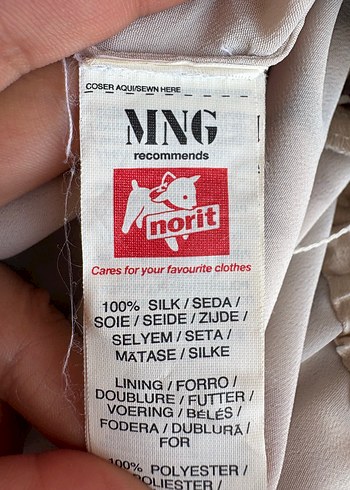 COSER AQUI/SEWN HERE
MNG
recommends
norit
Cares for your favourite clothes
100% SILK / SEDA /
SOIE / SEIDE / ZIJDE /
SELYEM / SETA /
MĂTASE / SILKE
LINING / FORRO /
DOUBLURE / FUTTER /
VOERING / BÉLÉS /
FODERA / DUBLURĂ /
FOR
100% POLYESTER /
POLIESTER /